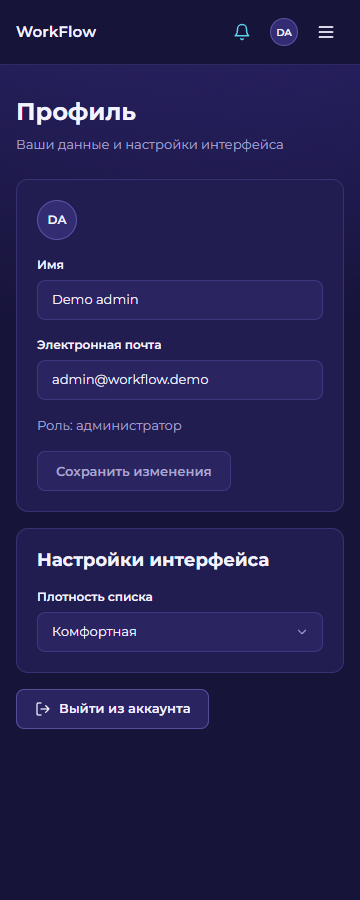 WorkFlow
DA
Профиль
Ваши данные и настройки интерфейса
DA
Имя
Demo admin
Электронная почта
admin@workflow.demo
Роль: администратор
Сохранить изменения
Настройки интерфейса
Плотность списка
Комфортная
Выйти из аккаунта